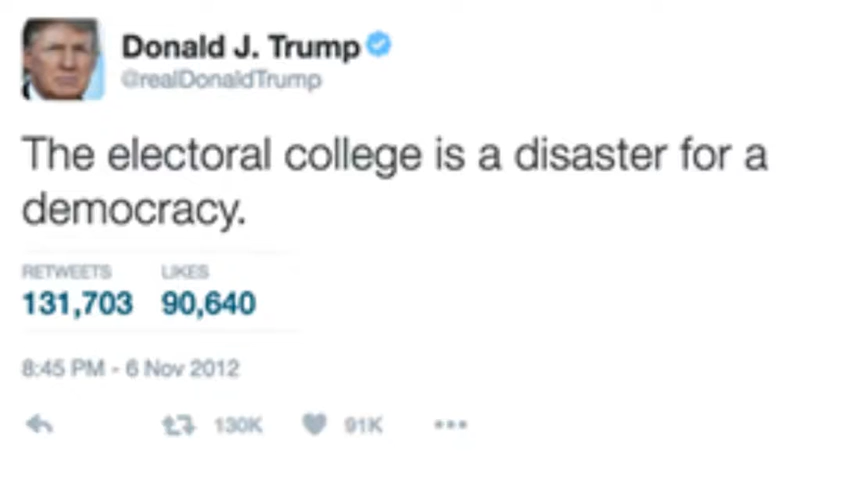 Donald J. Trump
@realDonaldTrump
The electoral college is a disaster for a
democracy.
RETWEETS LIKES
131,703 90,640
8:45 PM - 6 Nov 2012
130K 91K